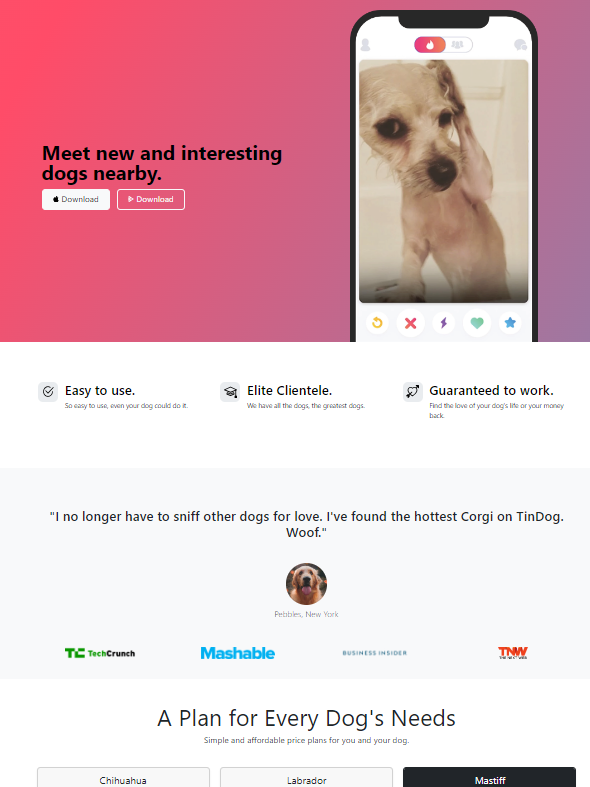 Meet new and interesting
dogs nearby.
Download
Download
Easy to use.
So easy to use, even your dog could do it.
Elite Clientele.
We have all the dogs, the greatest dogs.
Guaranteed to work.
Find the love of your dog's life or your money
back.
"I no longer have to sniff other dogs for love. I've found the hottest Corgi on TinDog.
Woof."
Pebbles, New York
TC TechCrunch
Mashable
BUSINESS INSIDER
TNW
THE NEXT WEB
A Plan for Every Dog's Needs
Simple and affordable price plans for you and your dog.
Chihuahua
Labrador
Mastiff